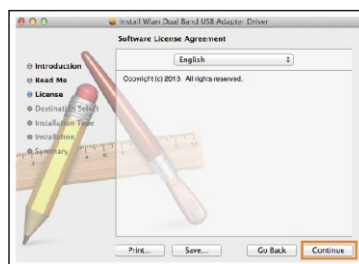 Install Wlan Dual Band USB Adapter Driver
Software License Agreement
English
Introduction
Read Me
License
Destination Select
Installation Type
Installation
Summary
Copyright (c) 2013. All rights reserved.
Print...
Save...
Go Back
Continue